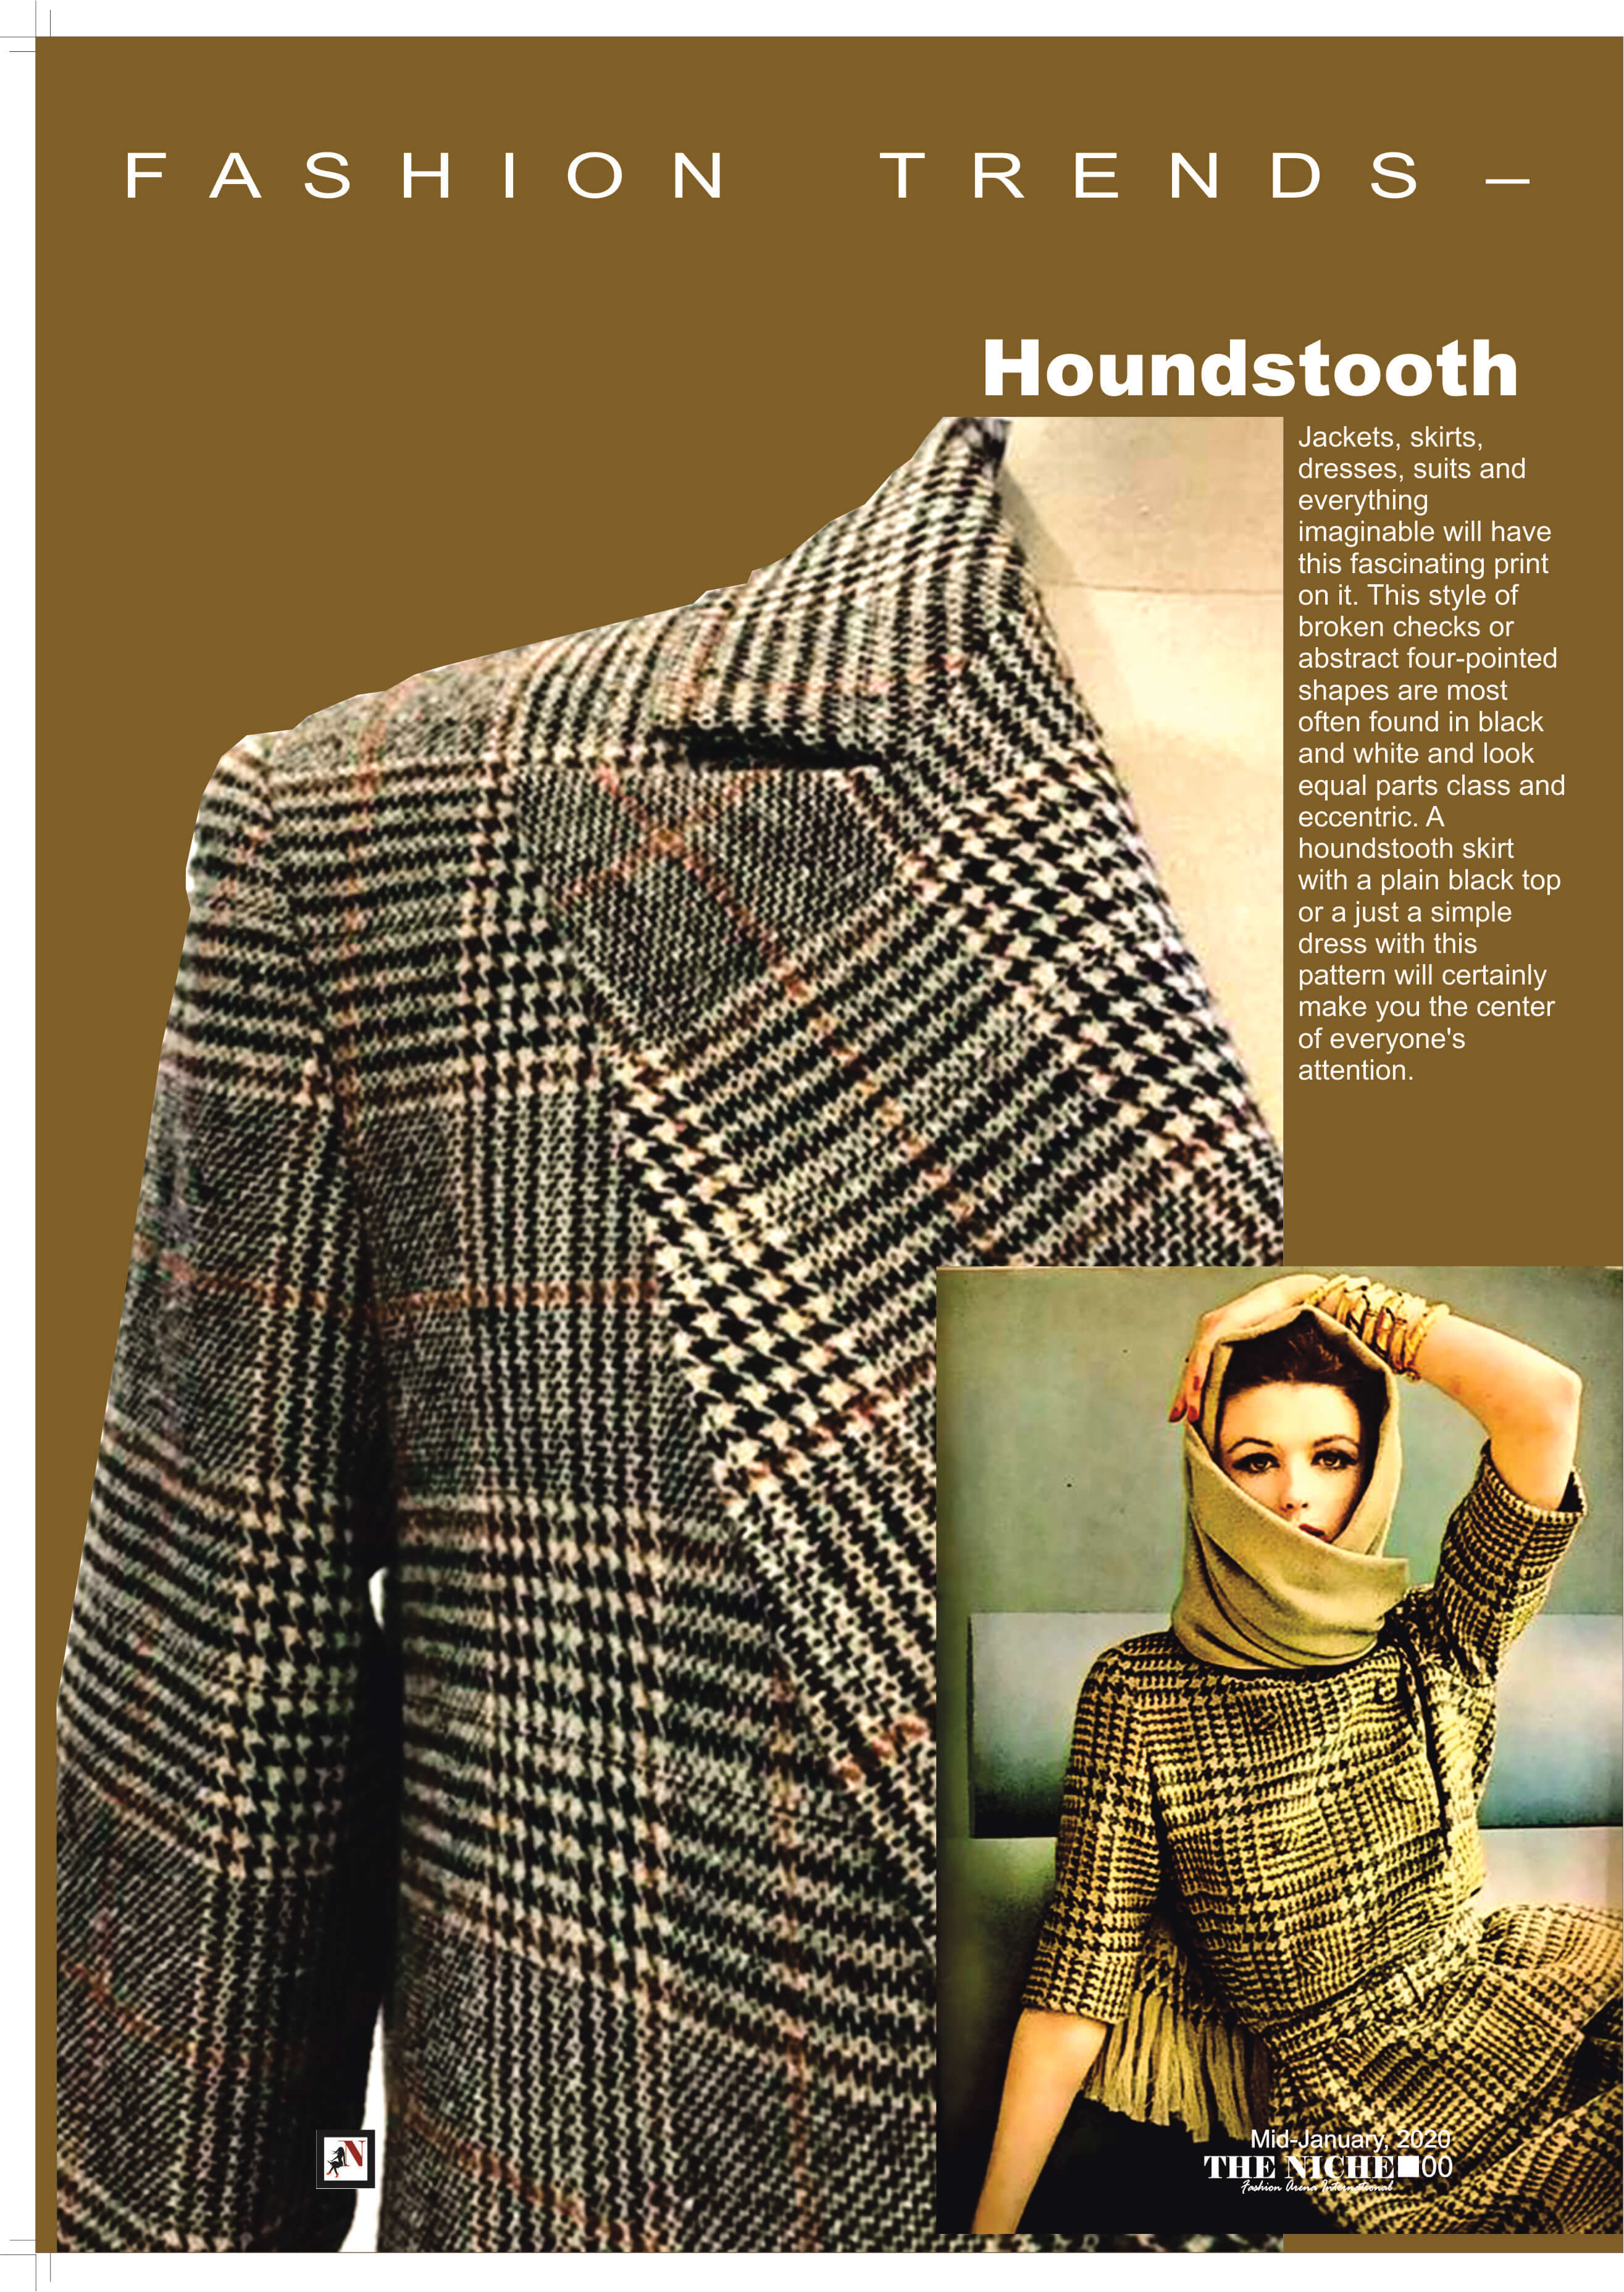 FASHION TRENDS –
Houndstooth
Jackets, skirts,
dresses, suits and
everything
imaginable will have
this fascinating print
on it. This style of
broken checks or
abstract four-pointed
shapes are most
often found in black
and white and look
equal parts class and
eccentric. A
houndstooth skirt
with a plain black top
or a just a simple
dress with this
pattern will certainly
make you the center
of everyone's
attention.
N
Mid-January, 2020
THE NICHE■00
Fashion Arena International